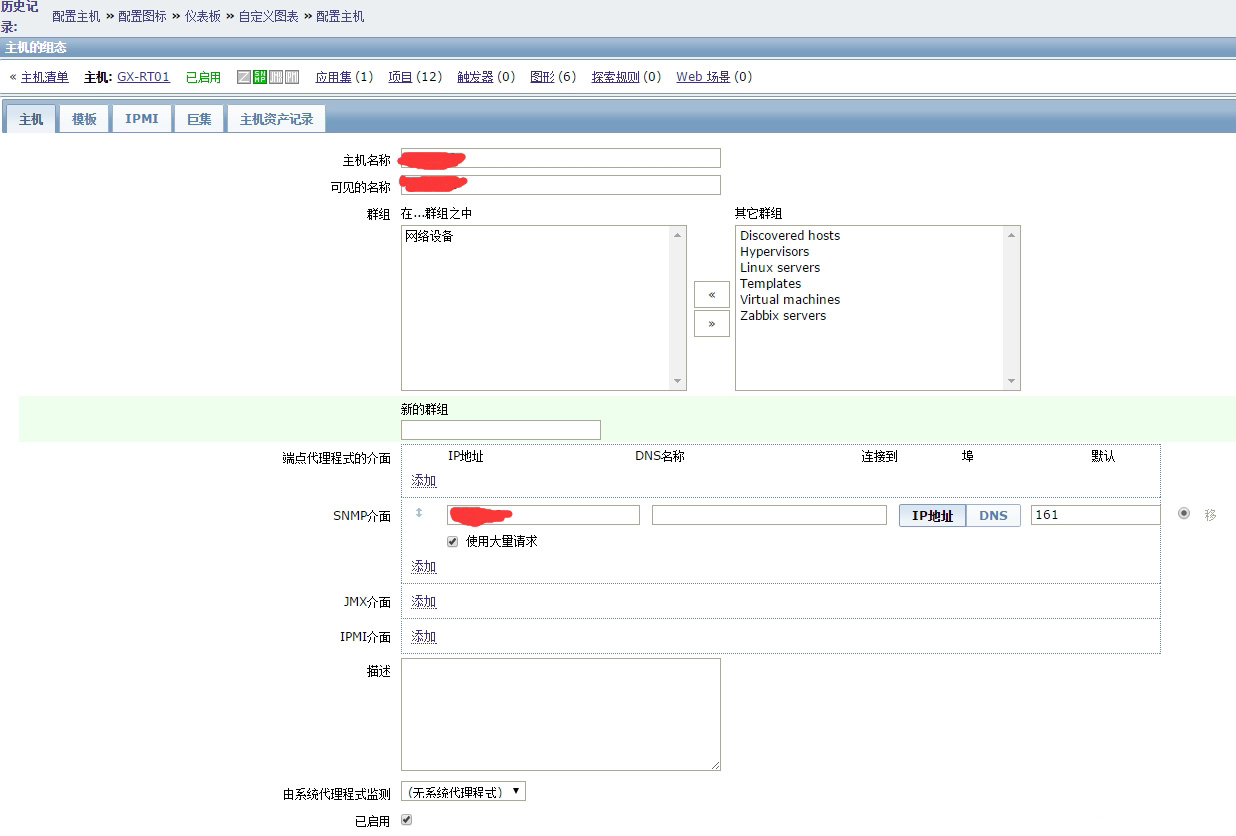 历史记录:
配置主机 » 配置图标 » 仪表板 » 自定义图表 » 配置主机
主机的组态
« 主机清单 主机: GX-RT01 已启用 Z SNMP JMX IPMI 应用集 (1) 项目 (12) 触发器 (0) 图形 (6) 探索规则 (0) Web 场景 (0)
主机 模板 IPMI 巨集 主机资产记录
主机名称
可见的名称
群组 在...群组之中 其它群组
网络设备
Discovered hosts
Hypervisors
Linux servers
Templates
Virtual machines
Zabbix servers
«
»
新的群组
端点代理程式的介面 IP地址 DNS名称 连接到 埠 默认
添加
SNMP介面 IP地址 DNS 161 移
使用大量请求
添加
JMX介面 添加
IPMI介面 添加
描述
由系统代理程式监测 (无系统代理程式)
已启用